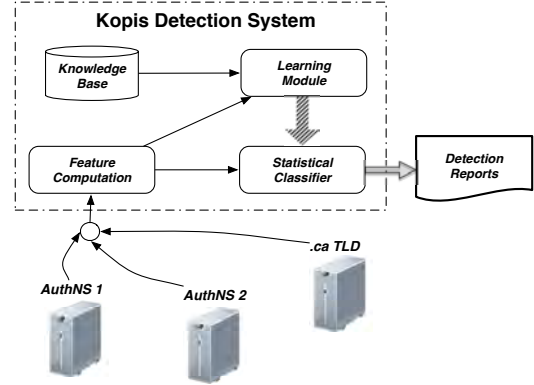 Kopis Detection System
Knowledge
Base
Learning
Module
Feature
Computation
Statistical
Classifier
Detection
Reports
.ca TLD
AuthNS 1
AuthNS 2